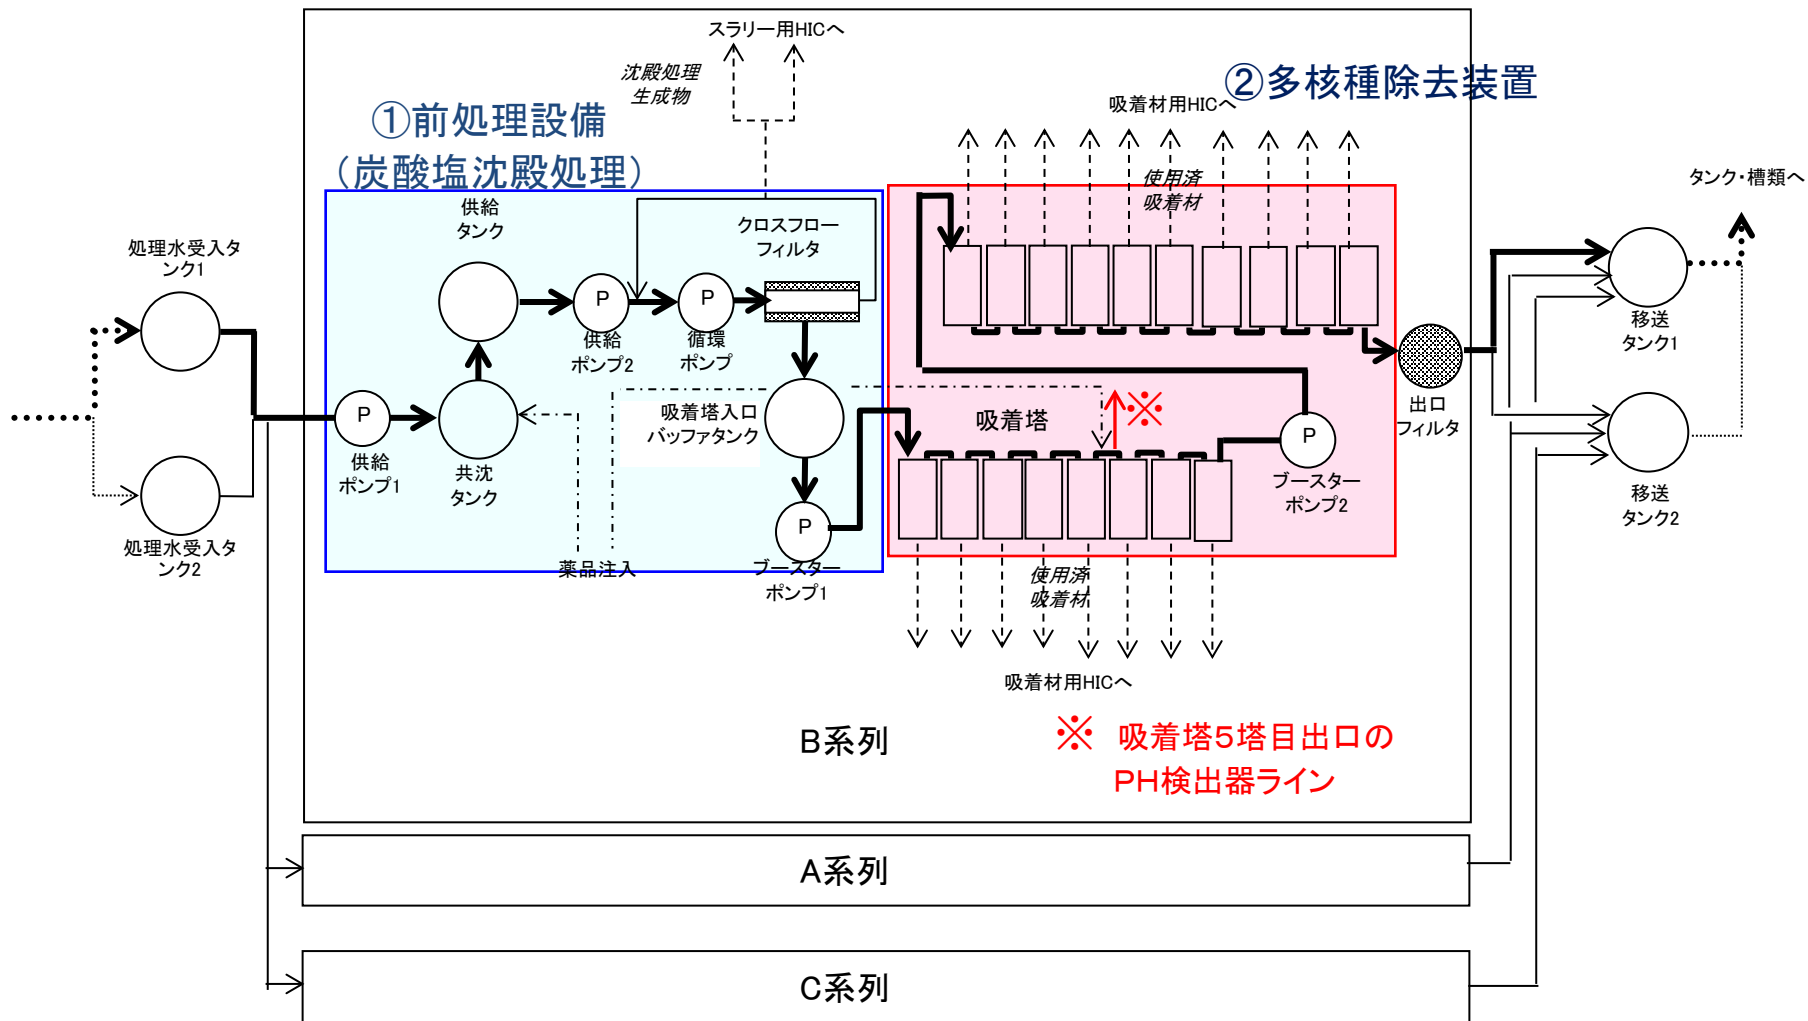 スラリー用HICへ
沈殿処理
生成物
②多核種除去装置
吸着材用HICへ
①前処理設備
（炭酸塩沈殿処理）
使用済
吸着材
タンク・槽類へ
供給
タンク
クロスフロー
フィルタ
処理水受入タ
ンク1
P
P
供給
ポンプ2
循環
ポンプ
移送
タンク1
P
供給
ポンプ1
共沈
タンク
吸着塔入口
バッファタンク
吸着塔
※
P
ブースター
ポンプ2
出口
フィルタ
移送
タンク2
処理水受入タ
ンク2
P
薬品注入
ブースター
ポンプ1
使用済
吸着材
吸着材用HICへ
B系列
※ 吸着塔5塔目出口の
PH検出器ライン
A系列
C系列